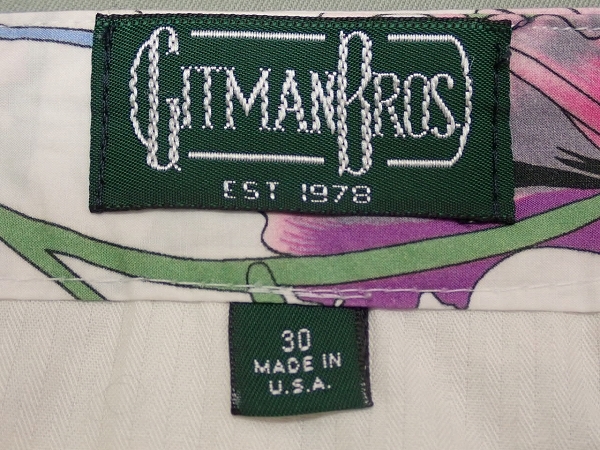 GITMAN BROS.
EST 1978
30
MADE IN
U.S.A.